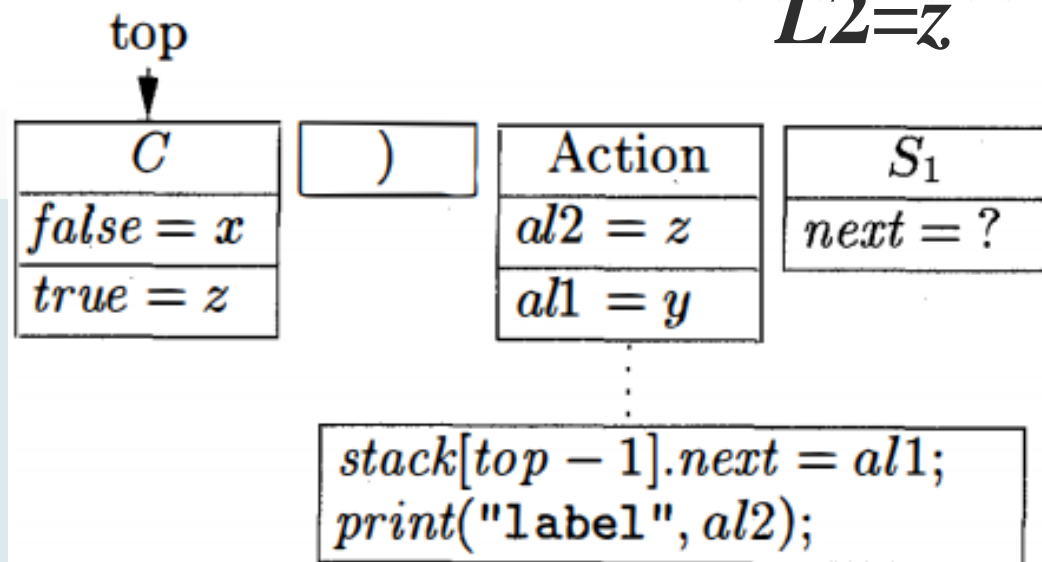 L2=z
top
C
)
Action
S₁
false = x
al2 = z
next = ?
true = z
al1 = y
stack[top − 1].next = al1;
print("label", al2);